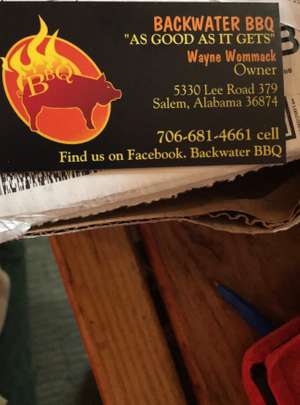 BACKWATER BBQ
"AS GOOD AS IT GETS"
Wayne Wommack
Owner
5330 Lee Road 379
Salem, Alabama 36874
706-681-4661 cell
Find us on Facebook. Backwater BBQ
BBQ